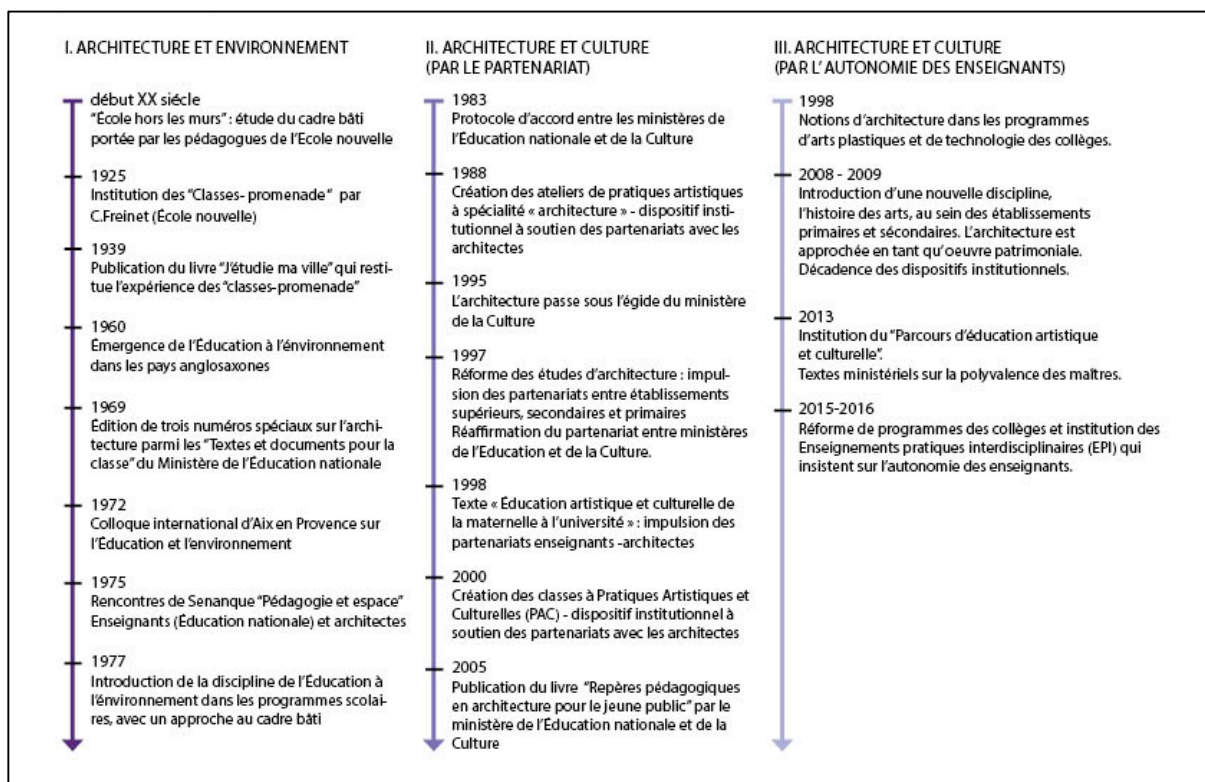 I. ARCHITECTURE ET ENVIRONNEMENT
début XX siécle
"École hors les murs" : étude du cadre bâti
portée par les pédagogues de l'Ecole nouvelle
1925
Institution des "Classes- promenade " par
C.Freinet (École nouvelle)
1939
Publication du livre "J'étudie ma ville" qui resti-
tue l'expérience des "classes-promenade"
1960
Émergence de l'Éducation à l'énvironnement
dans les pays anglosaxones
1969
Édition de trois numéros spéciaux sur l'archi-
tecture parmi les "Textes et documents pour la
classe" du Ministère de l'Éducation nationale
1972
Colloque international d'Aix en Provence sur
l'Éducation et l'environnement
1975
Rencontres de Senanque "Pédagogie et espace"
Enseignants (Éducation nationale) et architectes
1977
Introduction de la discipline de l'Éducation à
l'énvironnement dans les programmes scolai-
res, avec un approche au cadre bâti
II. ARCHITECTURE ET CULTURE
(PAR LE PARTENARIAT)
1983
Protocole d'accord entre les ministères de
l'Éducation nationale et de la Culture
1988
Création des ateliers de pratiques artistiques
à spécialité « architecture » - dispositif insti-
tutionnel à soutien des partenariats avec les
architectes
1995
L'architecture passe sous l'égide du ministère
de la Culture
1997
Réforme des études d'architecture : impul-
sion des partenariats entre établissements
supérieurs, secondaires et primaires
Réaffirmation du partenariat entre ministères
de l'Education et de la Culture.
1998
Texte « Éducation artistique et culturelle de
la maternelle à l'université » : impulsion des
partenariats enseignants -architectes
2000
Création des classes à Pratiques Artistiques et
Culturelles (PAC) - dispositif institutionnel à
soutien des partenariats avec les architectes
2005
Publication du livre "Repères pédagogiques
en architecture pour le jeune public" par le
ministère de l'Éducation nationale et de la
Culture
III. ARCHITECTURE ET CULTURE
(PAR L'AUTONOMIE DES ENSEIGNANTS)
1998
Notions d'architecture dans les programmes
d'arts plastiques et de technologie des collèges.
2008 - 2009
Introduction d'une nouvelle discipline,
l'histoire des arts, au sein des établissements
primaires et sécondaires. L'architecture est
approchée en tant qu'oeuvre patrimoniale.
Décadence des dispositifs institutionnels.
2013
Institution du "Parcours d'éducation artistique
et culturelle".
Textes ministériels sur la polyvalence des maîtres.
2015-2016
Réforme de programmes des collèges et institution des
Enseignements pratiques interdisciplinaires (EPI) qui
insistent sur l'autonomie des enseignants.